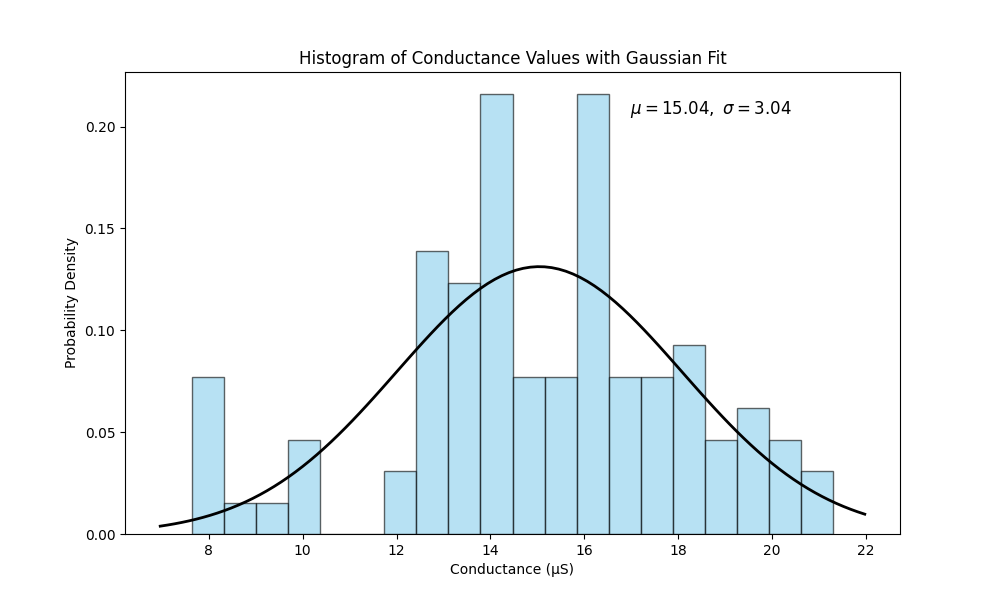 Histogram of Conductance Values with Gaussian Fit
μ = 15.04, σ = 3.04
Probability Density
0.20
0.15
0.10
0.05
0.00
8 10 12 14 16 18 20 22
Conductance (μS)